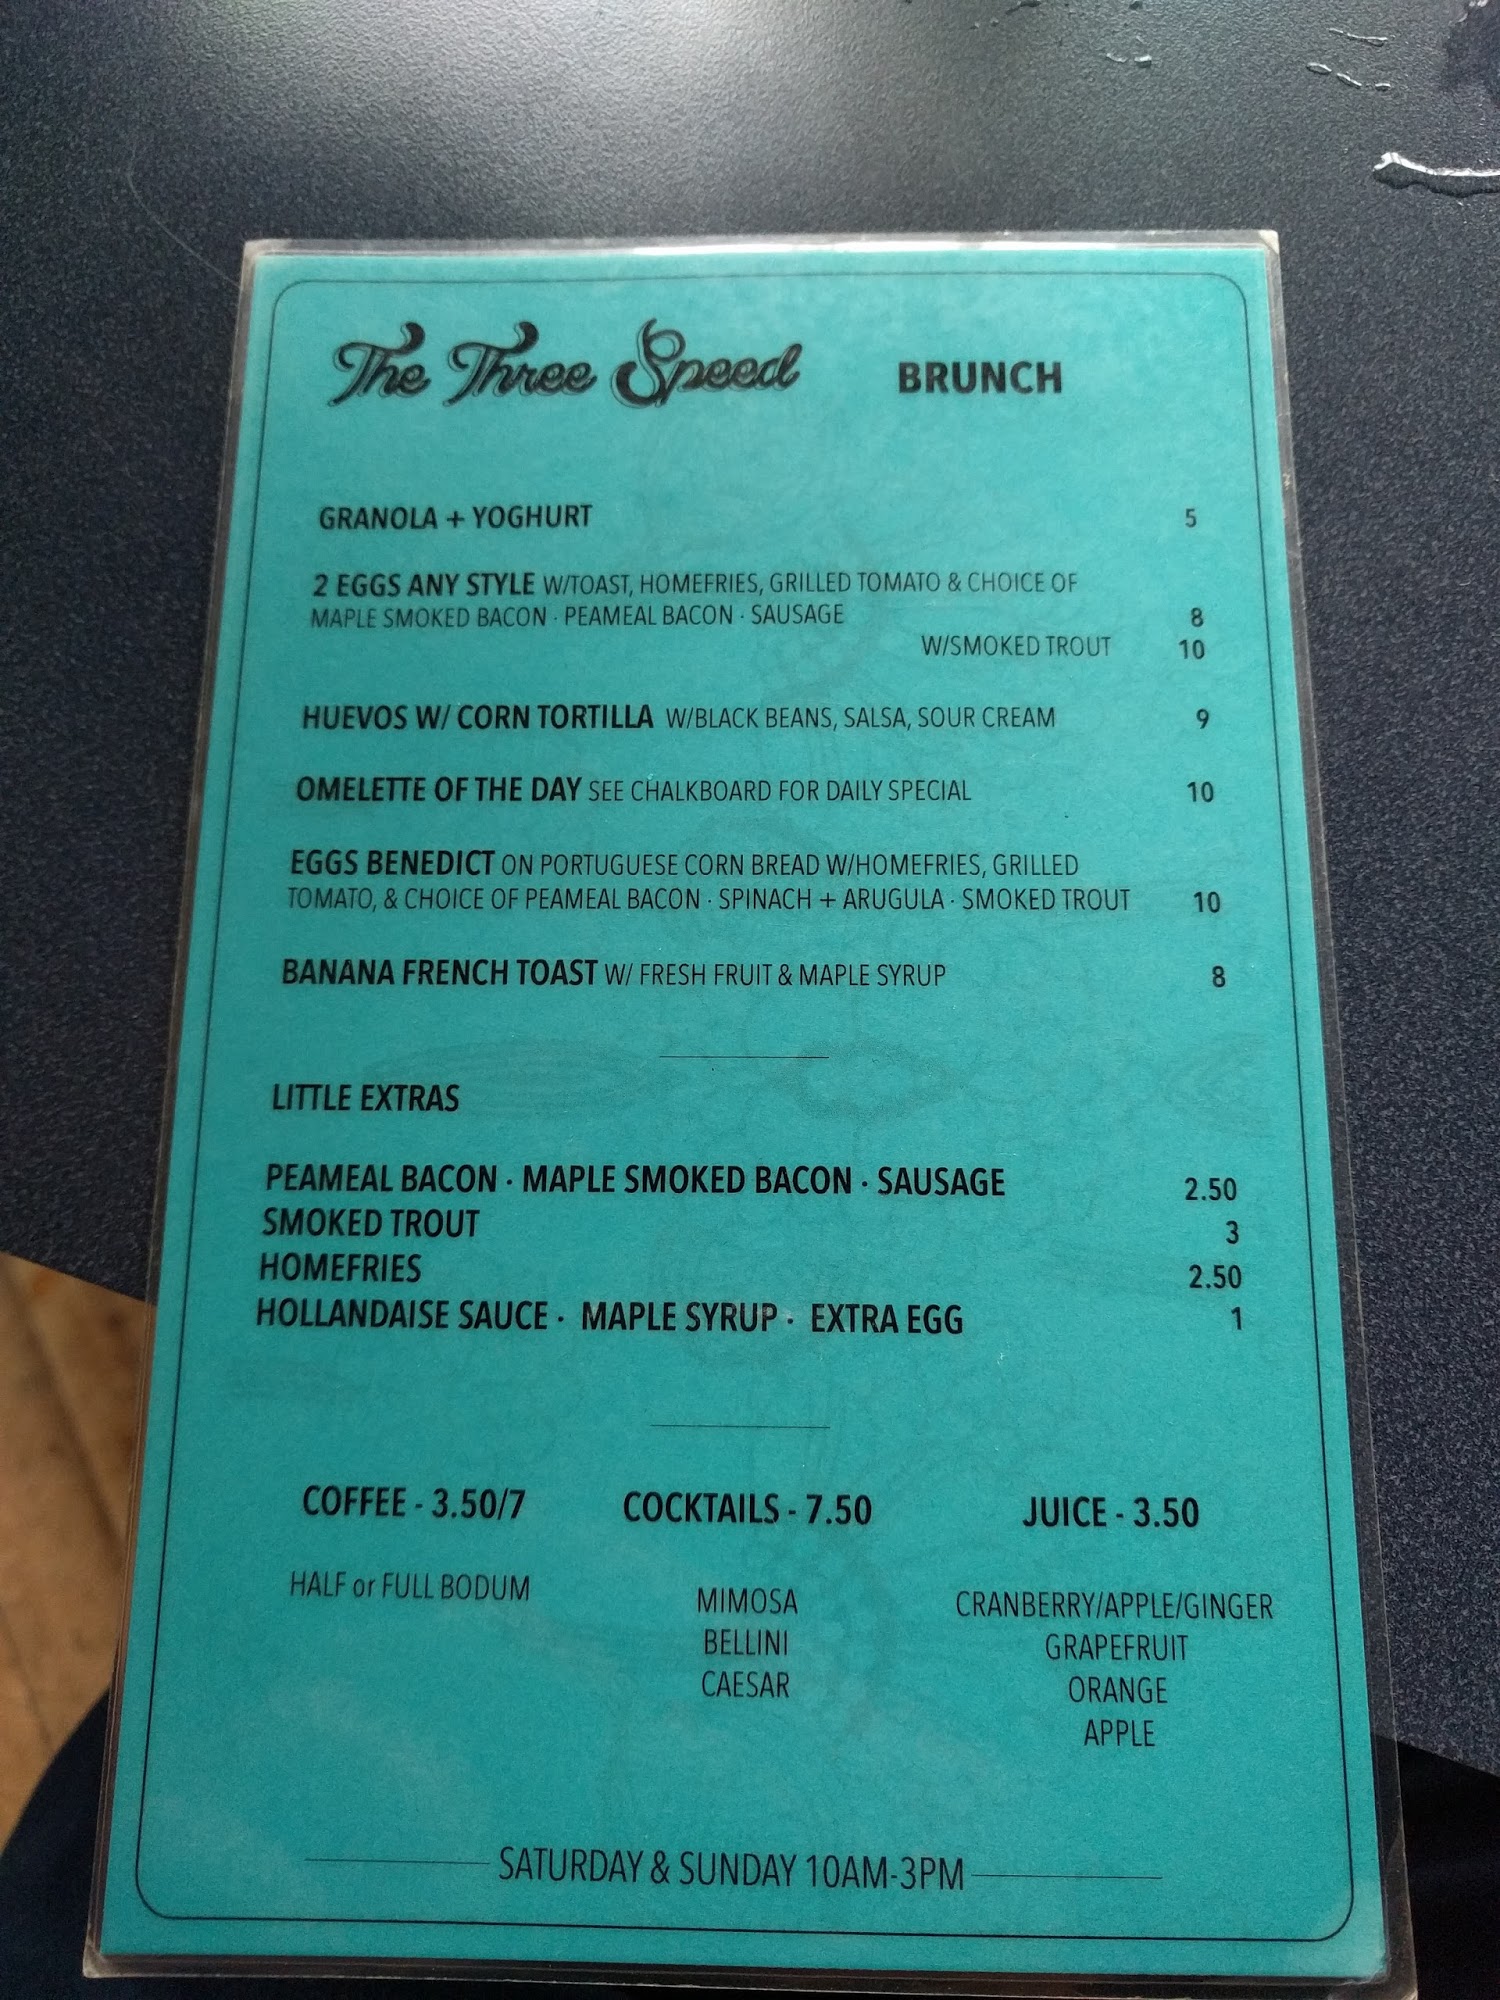 The Three Speed BRUNCH
GRANOLA + YOGHURT 5
2 EGGS ANY STYLE W/TOAST, HOMEFRIES, GRILLED TOMATO & CHOICE OF
MAPLE SMOKED BACON · PEAMEAL BACON · SAUSAGE 8
W/SMOKED TROUT 10
HUEVOS W/ CORN TORTILLA W/BLACK BEANS, SALSA, SOUR CREAM 9
OMELETTE OF THE DAY SEE CHALKBOARD FOR DAILY SPECIAL 10
EGGS BENEDICT ON PORTUGUESE CORN BREAD W/HOMEFRIES, GRILLED
TOMATO, & CHOICE OF PEAMEAL BACON · SPINACH + ARUGULA · SMOKED TROUT 10
BANANA FRENCH TOAST W/ FRESH FRUIT & MAPLE SYRUP 8
LITTLE EXTRAS
PEAMEAL BACON · MAPLE SMOKED BACON · SAUSAGE 2.50
SMOKED TROUT 3
HOMEFRIES 2.50
HOLLANDAISE SAUCE · MAPLE SYRUP · EXTRA EGG 1
COFFEE - 3.50/7
HALF or FULL BODUM
COCKTAILS - 7.50
MIMOSA
BELLINI
CAESAR
JUICE - 3.50
CRANBERRY/APPLE/GINGER
GRAPEFRUIT
ORANGE
APPLE
SATURDAY & SUNDAY 10AM-3PM